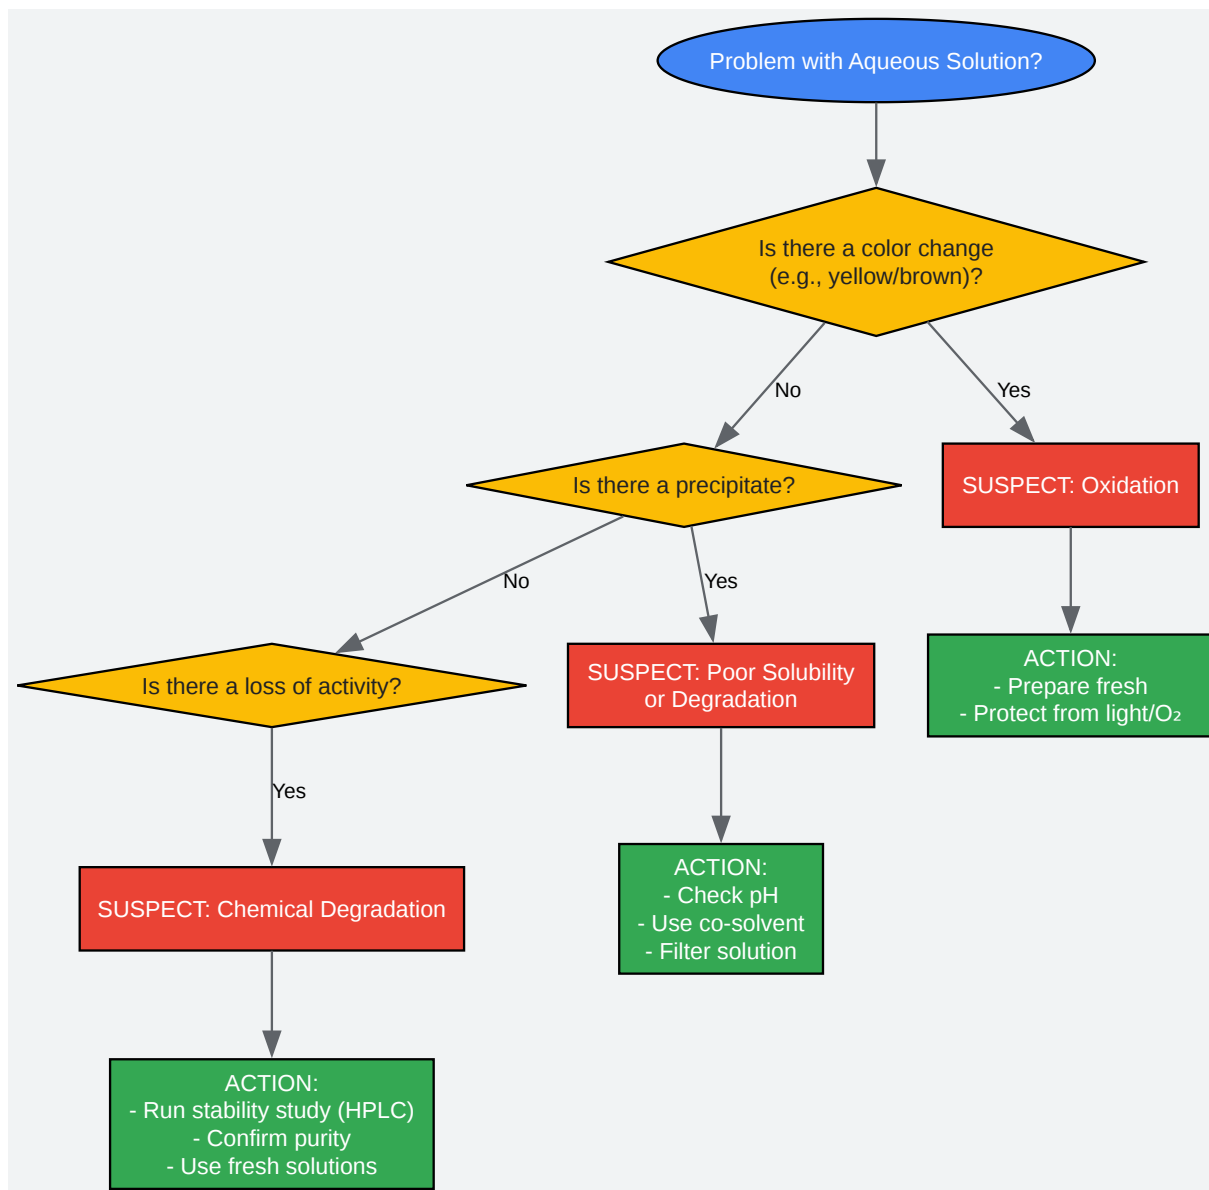 Problem with Aqueous Solution?
Is there a color change
(e.g., yellow/brown)?
No
Yes
Is there a precipitate?
SUSPECT: Oxidation
No
Yes
ACTION:
- Prepare fresh
- Protect from light/O₂
Is there a loss of activity?
SUSPECT: Poor Solubility
or Degradation
Yes
ACTION:
- Check pH
- Use co-solvent
- Filter solution
SUSPECT: Chemical Degradation
ACTION:
- Run stability study (HPLC)
- Confirm purity
- Use fresh solutions